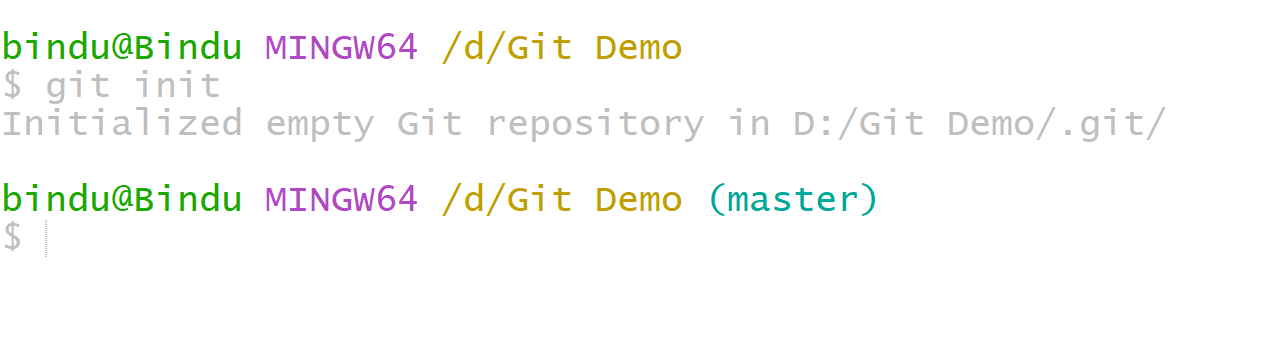 bindu@Bindu MINGW64 /d/Git Demo
$ git init
Initialized empty Git repository in D:/Git Demo/.git/
bindu@Bindu MINGW64 /d/Git Demo (master)
$